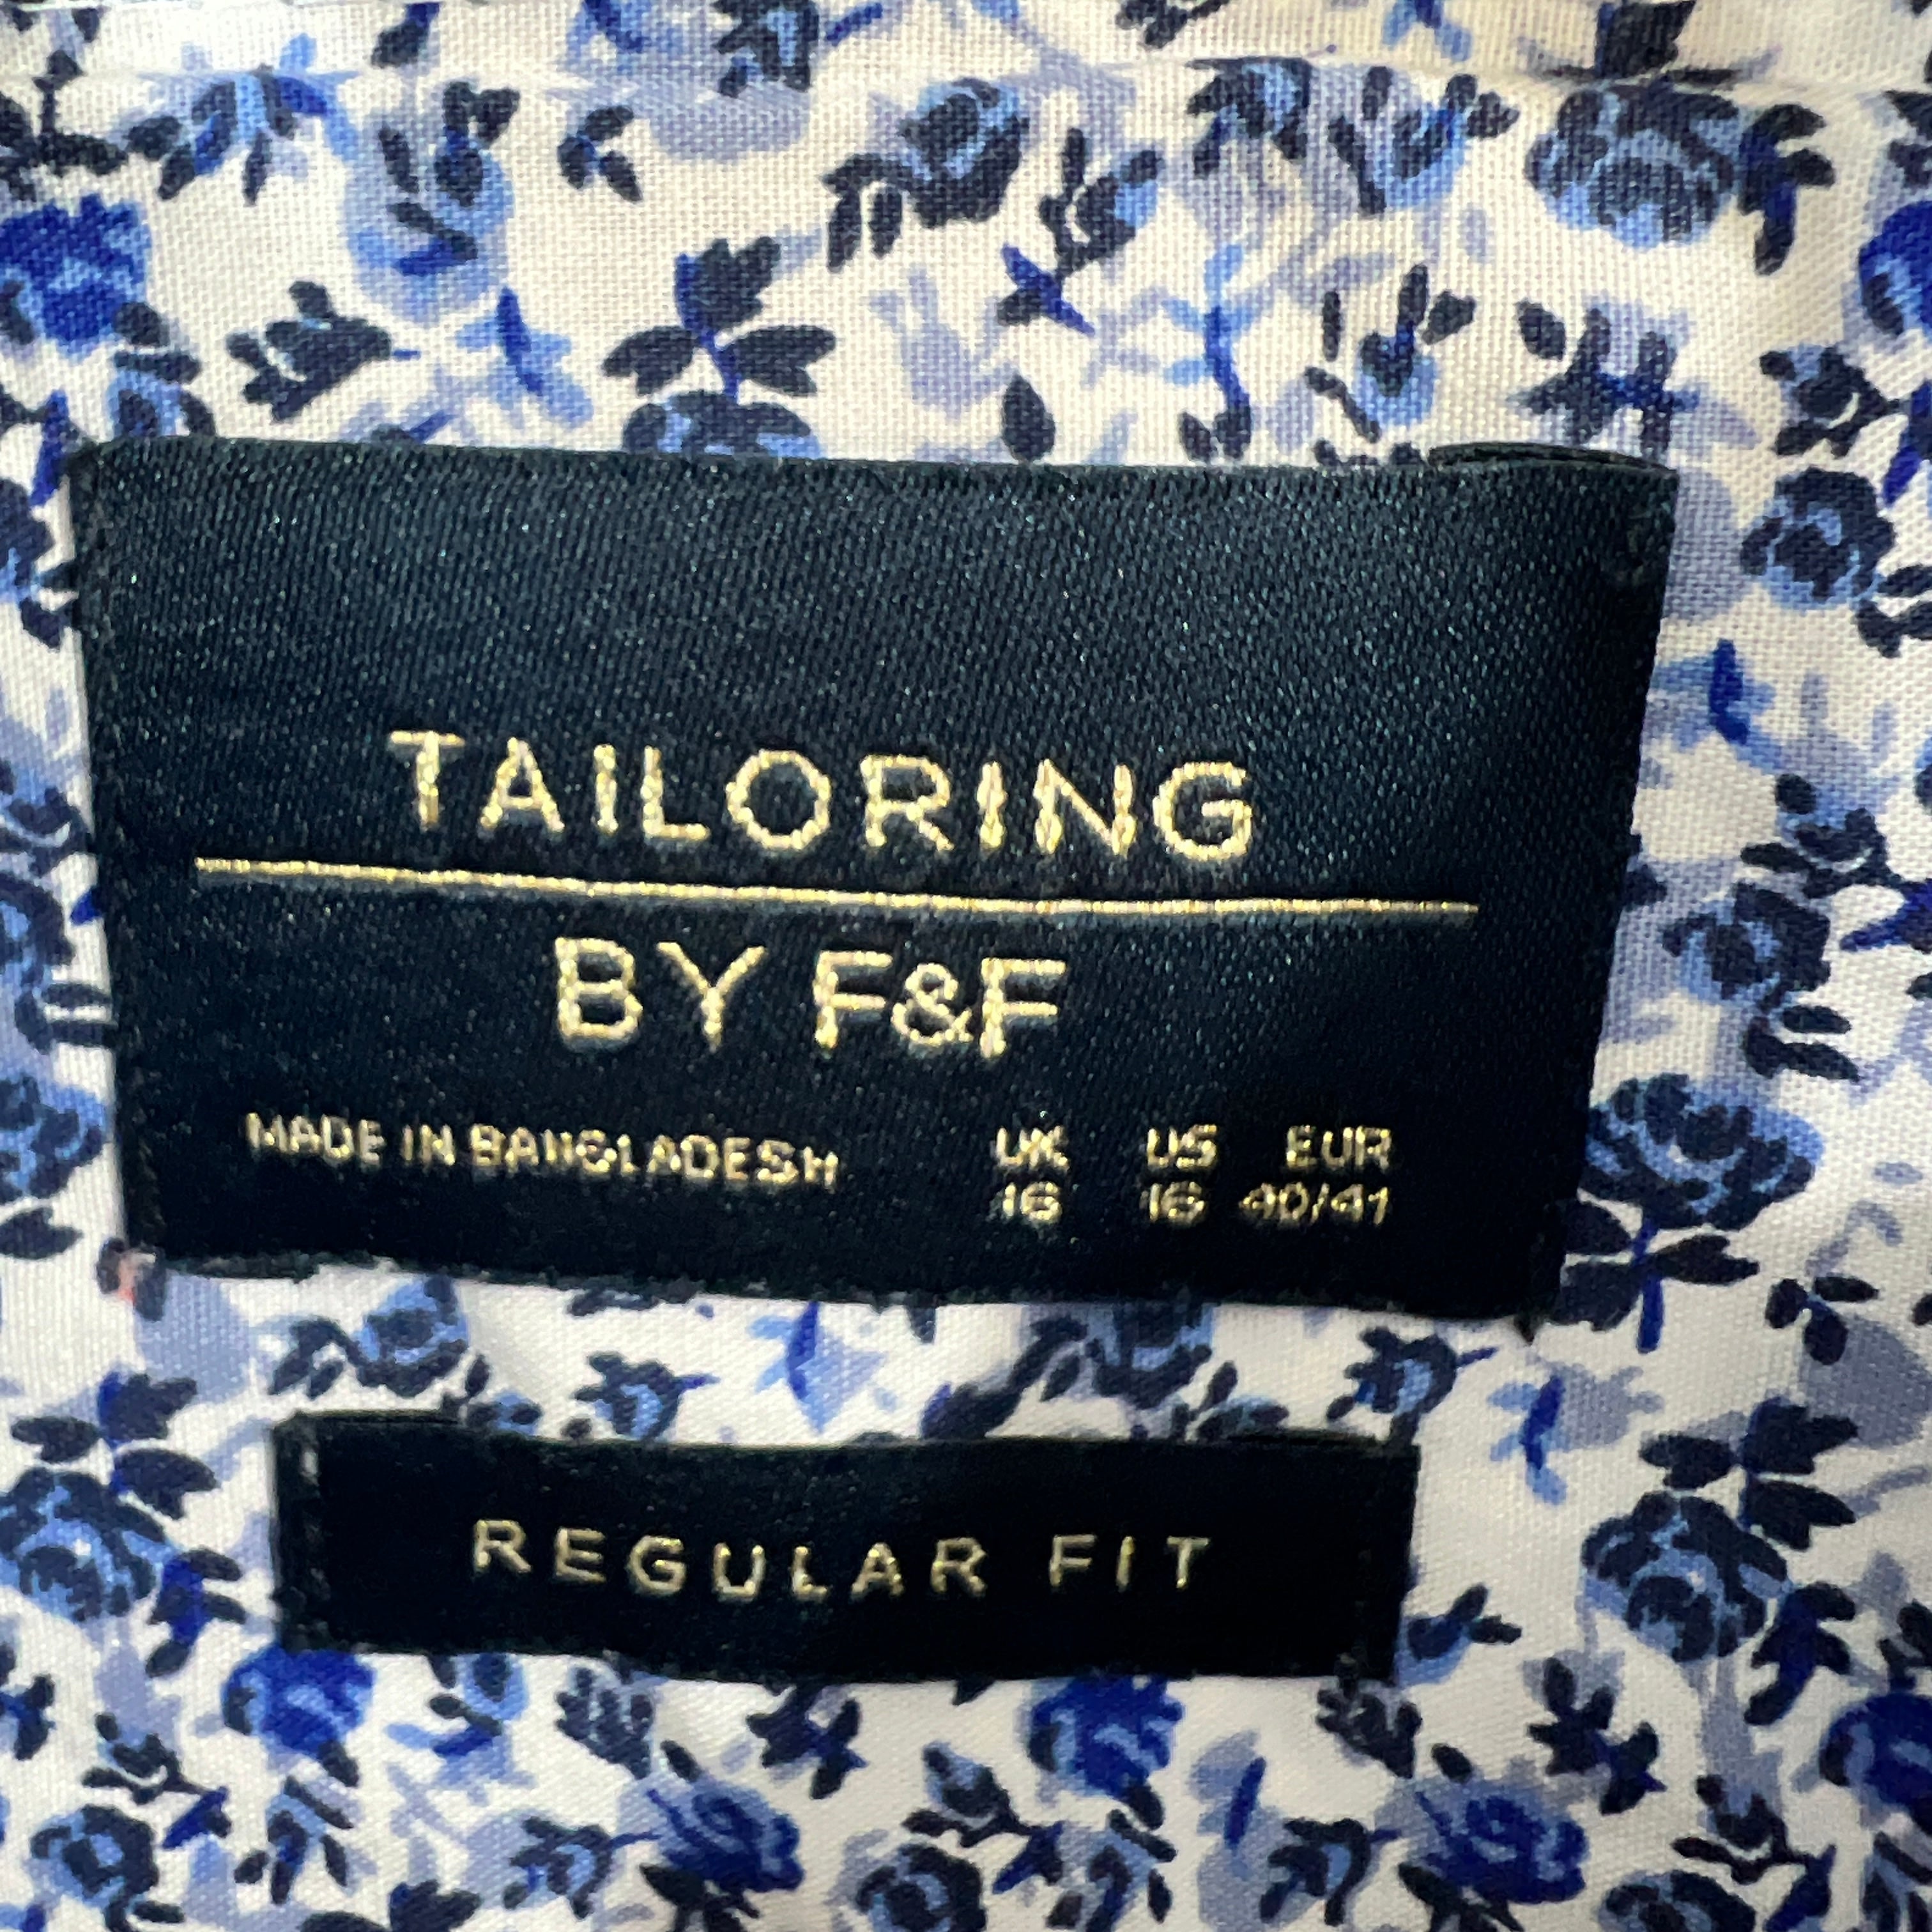 TAILORING
BY F&F
MADE IN BANGLADESH UK US EUR
16 16 40/41
REGULAR FIT